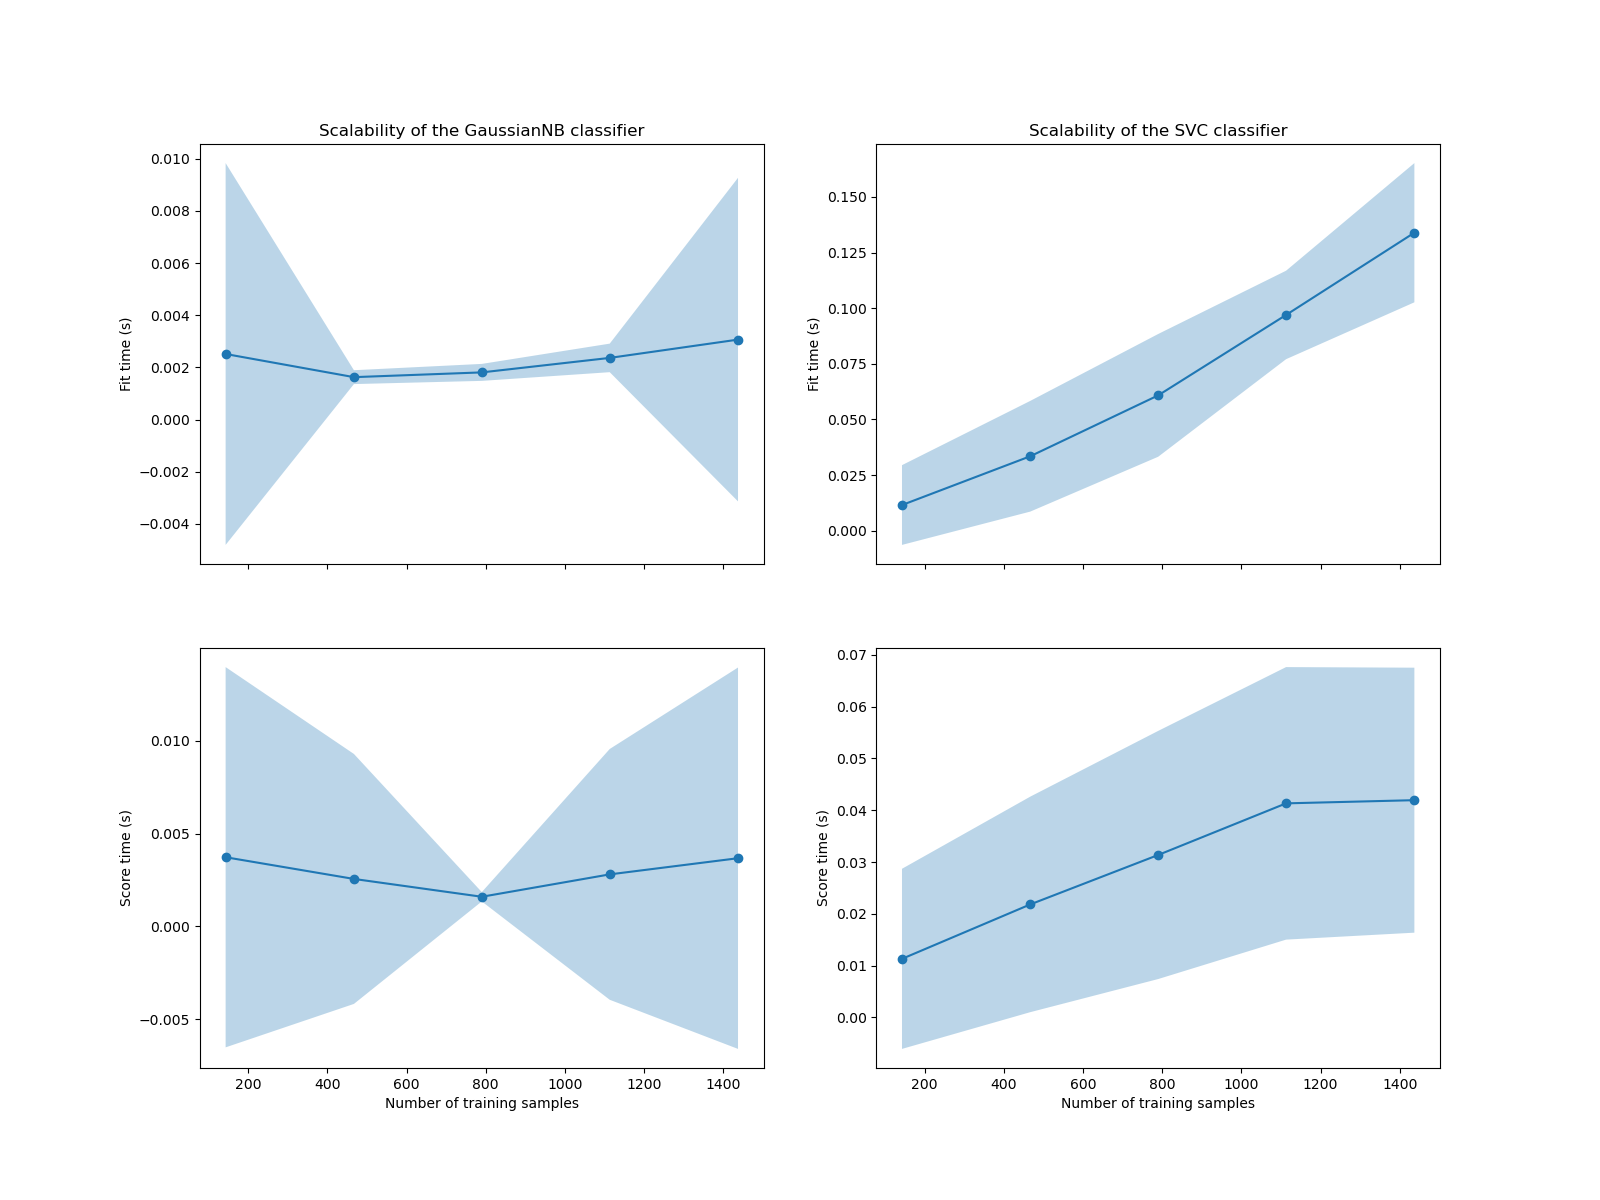 Scalability of the GaussianNB classifier
0.010
0.008
0.006
0.004
0.002
0.000
−0.002
−0.004
Fit time (s)
Scalability of the SVC classifier
0.150
0.125
0.100
0.075
0.050
0.025
0.000
Fit time (s)
0.010
0.005
0.000
−0.005
Score time (s)
200 400 600 800 1000 1200 1400
Number of training samples
0.07
0.06
0.05
0.04
0.03
0.02
0.01
0.00
Score time (s)
200 400 600 800 1000 1200 1400
Number of training samples